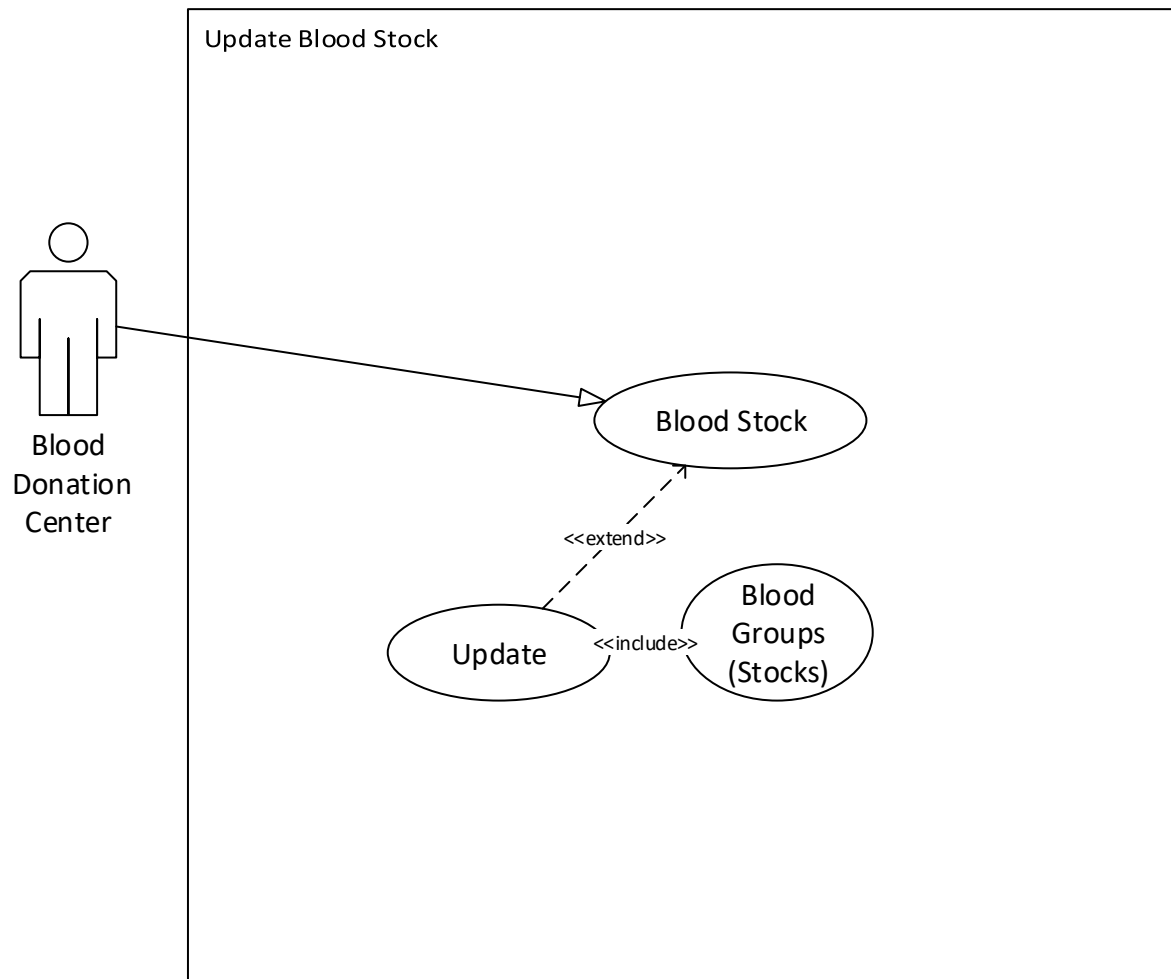 Update Blood Stock
Blood
Donation
Center
Blood Stock
<<extend>>
Update
<<include>>
Blood
Groups
(Stocks)